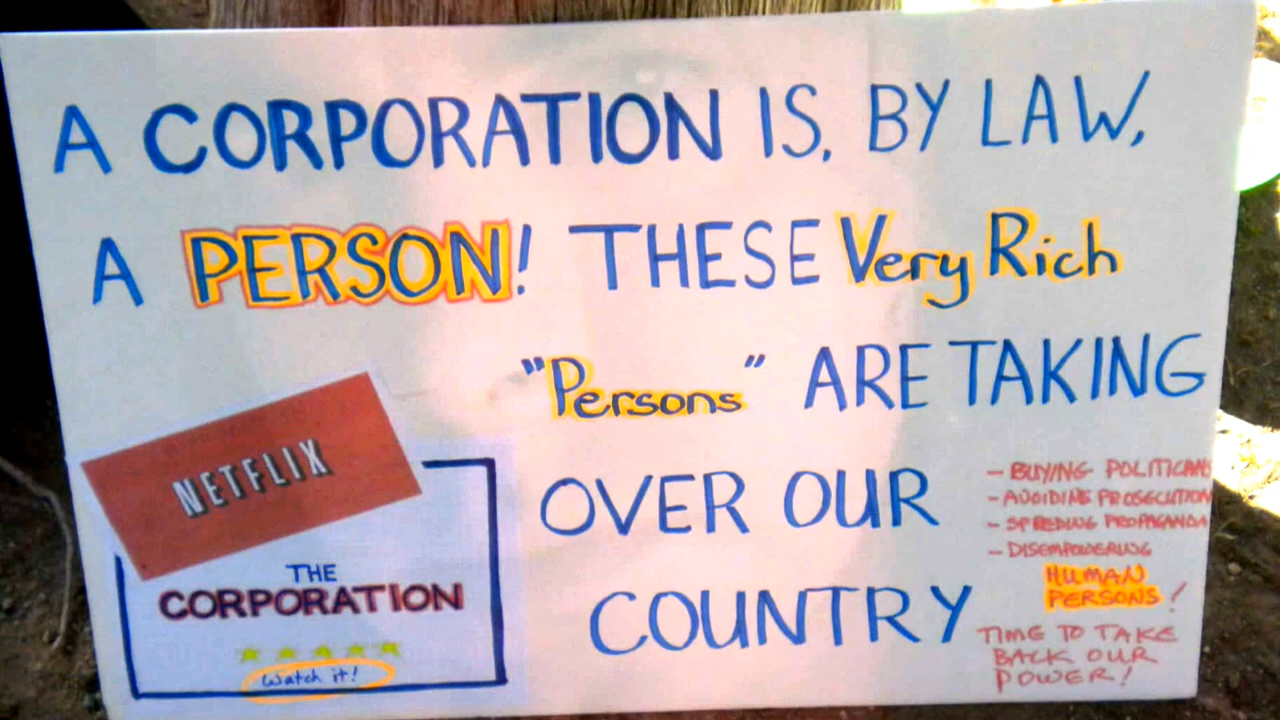 A CORPORATION IS, BY LAW,
A PERSON! THESE Very Rich
"Persons" ARE TAKING
OVER OUR
COUNTRY
- BUYING POLITICIANS
- AVOIDING PROSECUTION
- SPREDING PROPAGANDA
- DISEMPOWERING
HUMAN
PERSONS!
TIME TO TAKE
BACK OUR
POWER!
NETFLIX
THE
CORPORATION
Watch it!